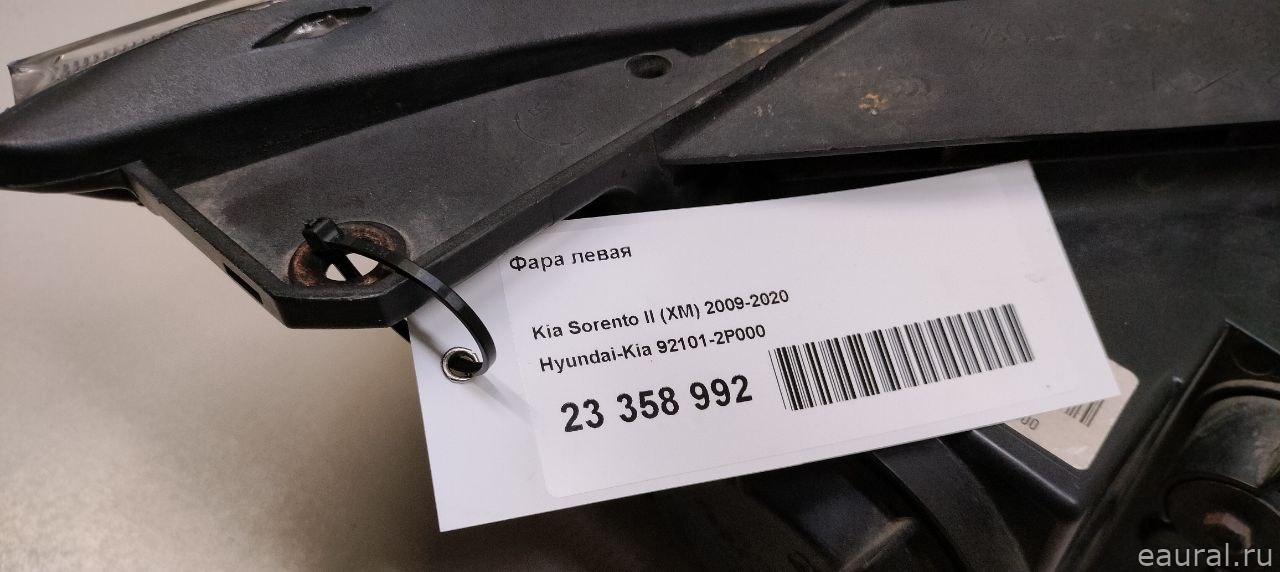 Фара левая
Kia Sorento II (XM) 2009-2020
Hyundai-Kia 92101-2P000
23 358 992
eaural.ru